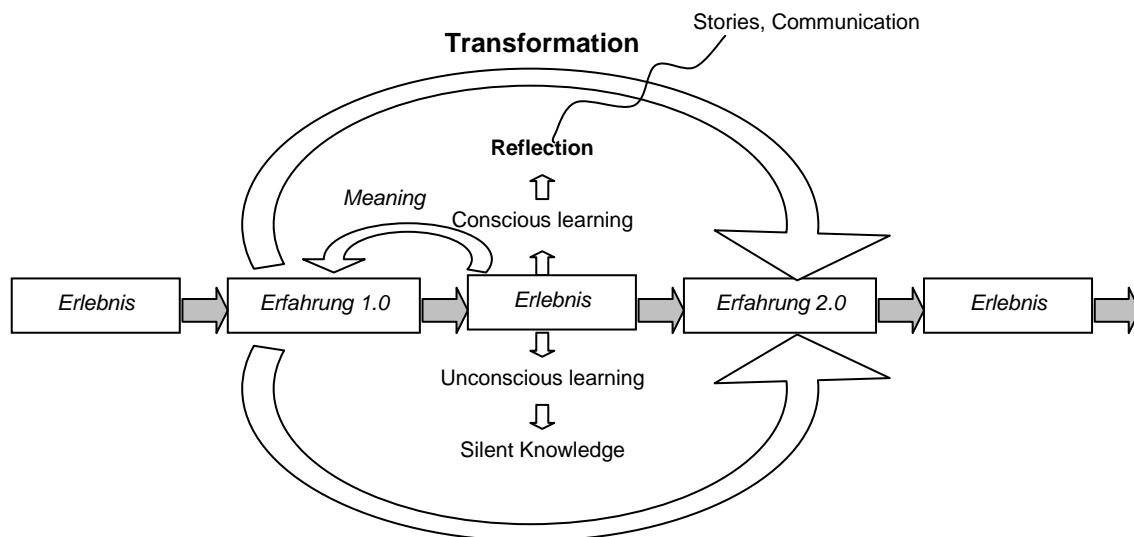 Stories, Communication
Transformation
Reflection
Meaning
Conscious learning
Erlebnis
Erfahrung 1.0
Erlebnis
Erfahrung 2.0
Erlebnis
Unconscious learning
Silent Knowledge